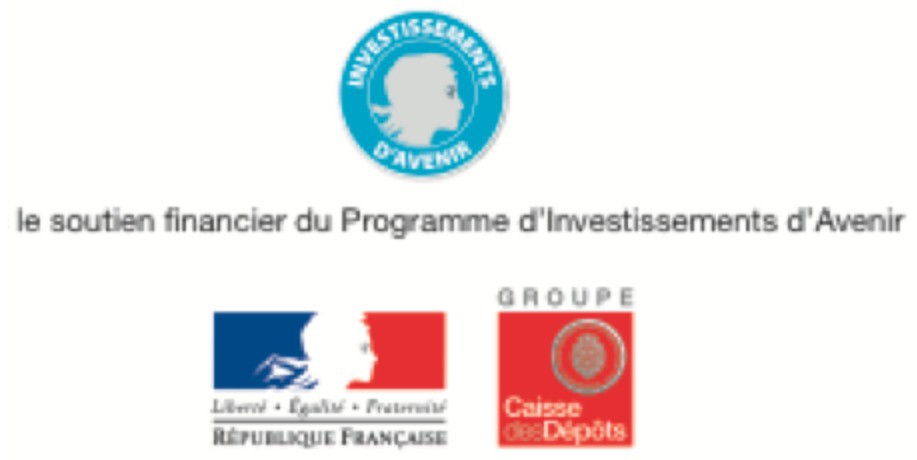 INVESTISSEMENTS
D'AVENIR
le soutien financier du Programme d'Investissements d'Avenir
GROUPE
Caisse
desDépôts
Liberté • Égalité • Fraternité
RÉPUBLIQUE FRANÇAISE